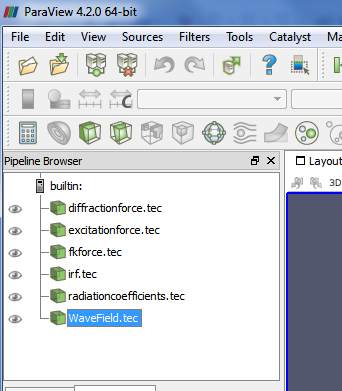 ParaView 4.2.0 64-bit
File Edit View Sources Filters Tools Catalyst Ma
Pipeline Browser
Layout
3D
builtin:
diffractionforce.tec
excitationforce.tec
fkforce.tec
irf.tec
radiationcoefficients.tec
WaveField.tec